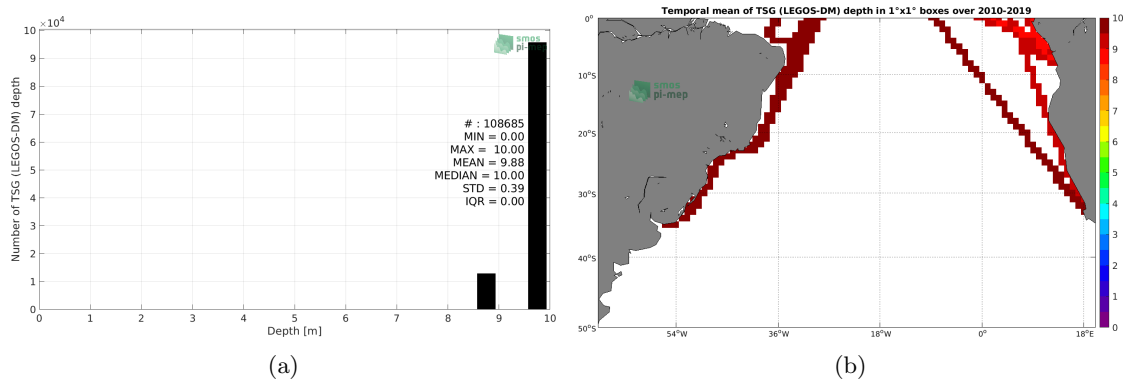 ×10⁴
10
9
8
7
6
5
4
3
2
1
0
0 1 2 3 4 5 6 7 8 9 10
Number of TSG (LEGOS-DM) depth
Depth [m]
smos
pi-mep
# : 108685
MIN = 0.00
MAX = 10.00
MEAN = 9.88
MEDIAN = 10.00
STD = 0.39
IQR = 0.00
(a)
Temporal mean of TSG (LEGOS-DM) depth in 1°x1° boxes over 2010-2019
0°
10°S
20°S
30°S
40°S
50°S
54°W 36°W 18°W 0° 18°E
smos
pi-mep
10
9
8
7
6
5
4
3
2
1
0
(b)